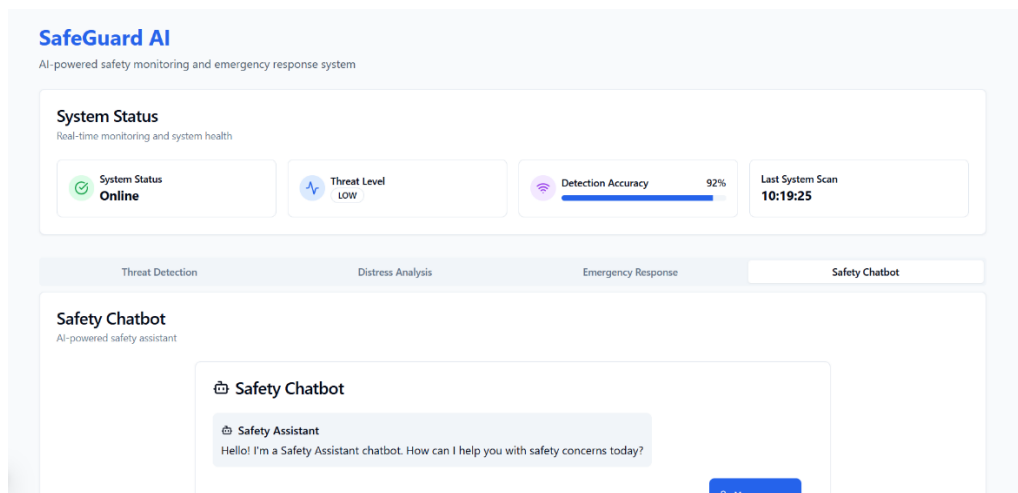 SafeGuard AI
AI-powered safety monitoring and emergency response system
System Status
Real-time monitoring and system health
System Status
Online
Threat Level
LOW
Detection Accuracy 92%
Last System Scan
10:19:25
Threat Detection Distress Analysis Emergency Response Safety Chatbot
Safety Chatbot
AI-powered safety assistant
Safety Chatbot
Safety Assistant
Hello! I'm a Safety Assistant chatbot. How can I help you with safety concerns today?